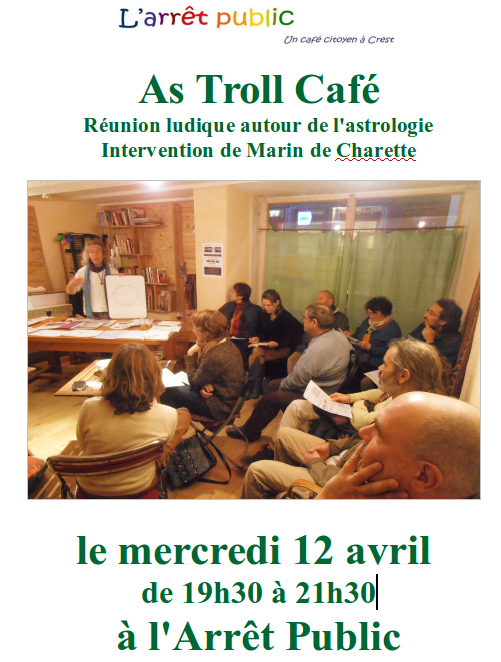 L'arrêt public
Un café citoyen à Crest
As Troll Café
Réunion ludique autour de l'astrologie
Intervention de Marin de Charette
le mercredi 12 avril
de 19h30 à 21h30
à l'Arrêt Public